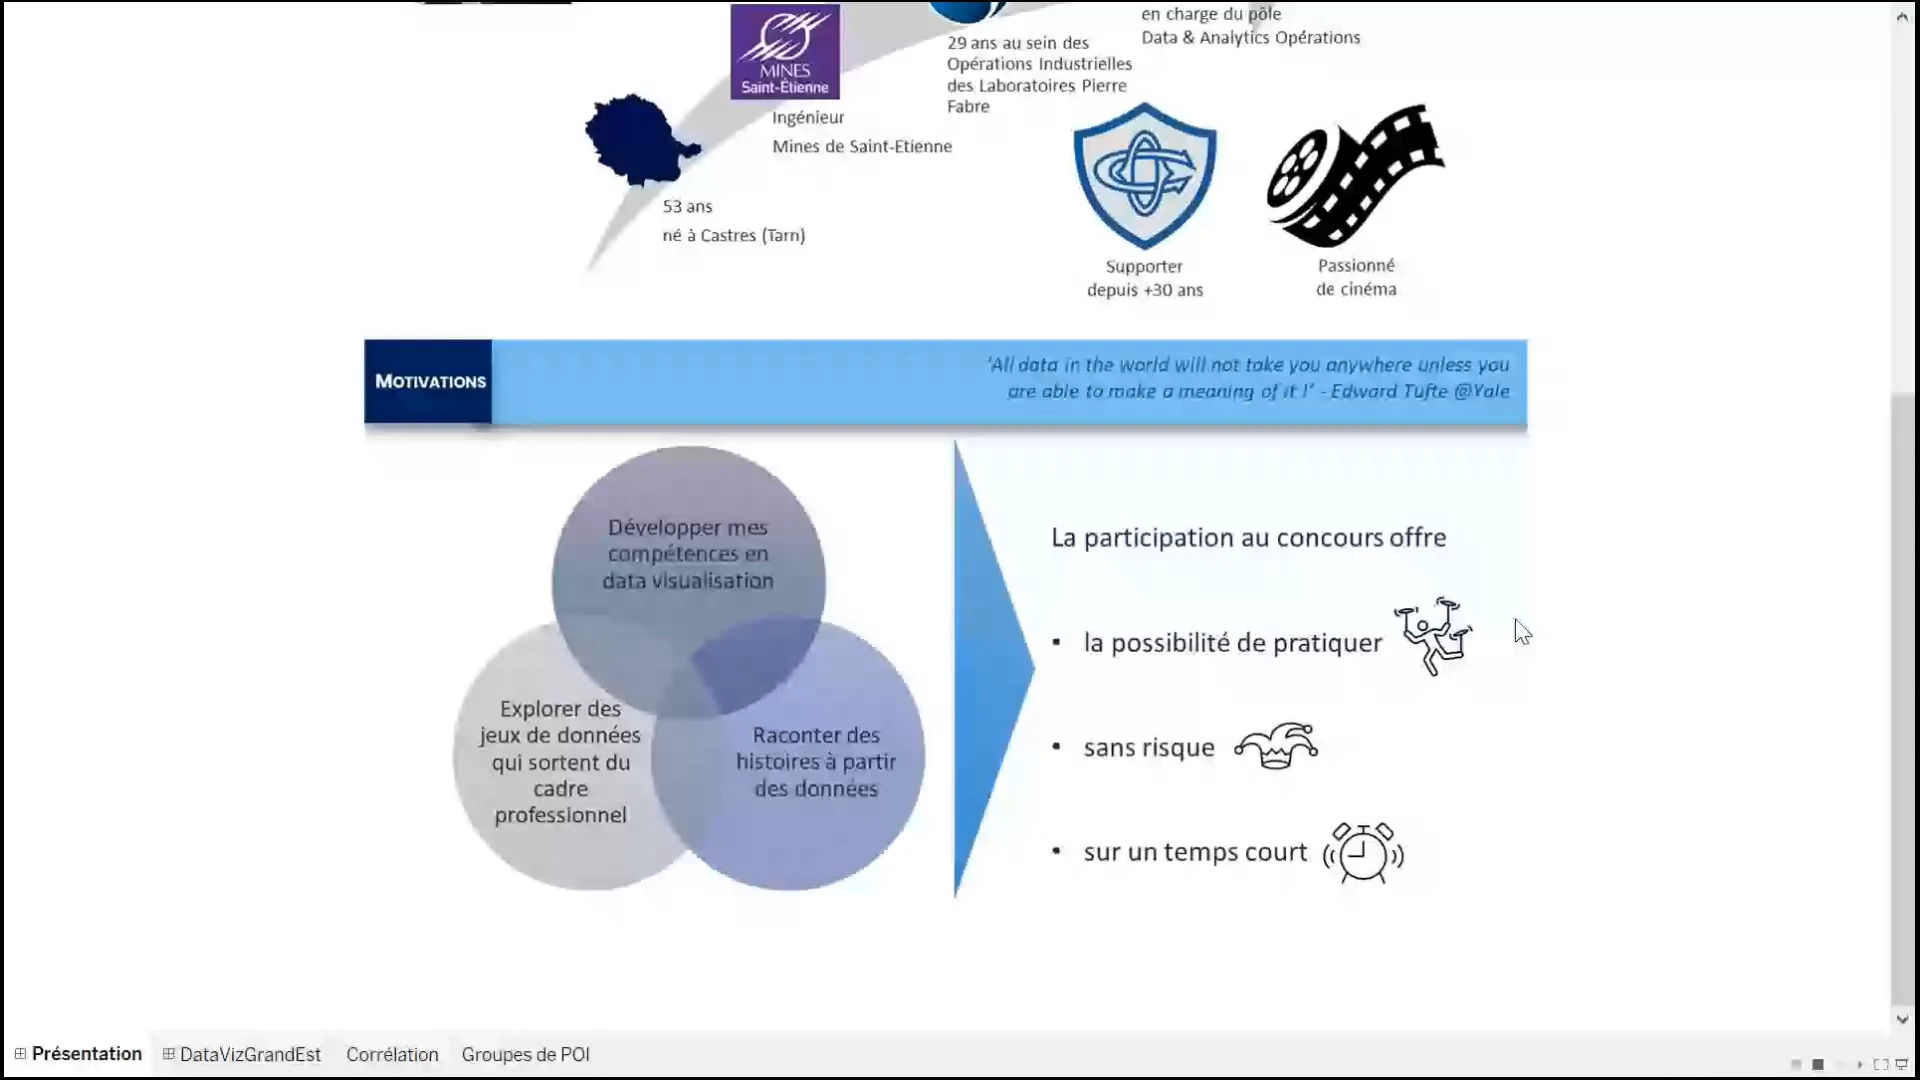 en charge du pôle
Data & Analytics Opérations
29 ans au sein des
Opérations Industrielles
des Laboratoires Pierre
Fabre
MINES
Saint-Étienne
Ingénieur
Mines de Saint-Etienne
53 ans
né à Castres (Tarn)
Supporter
depuis +30 ans
Passionné
de cinéma
MOTIVATIONS
'All data in the world will not take you anywhere unless you
are able to make a meaning of it !' - Edward Tufte @Yale
Développer mes
compétences en
data visualisation
Explorer des
jeux de données
qui sortent du
cadre
professionnel
Raconter des
histoires à partir
des données
La participation au concours offre
▪ la possibilité de pratiquer
▪ sans risque
▪ sur un temps court
Présentation
DataVizGrandEst
Corrélation
Groupes de POI